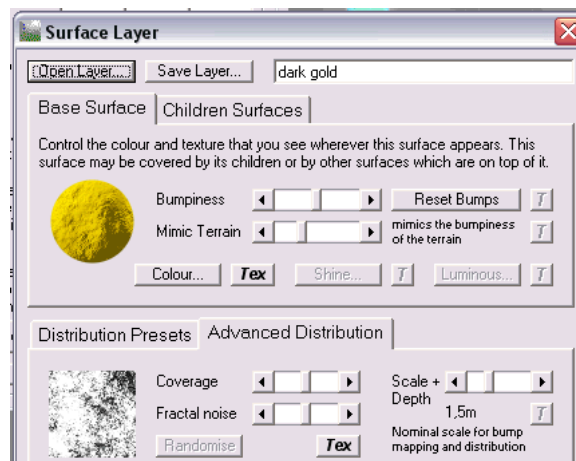 Surface Layer
Open Layer... Save Layer... dark gold
Base Surface Children Surfaces
Control the colour and texture that you see wherever this surface appears. This
surface may be covered by its children or by other surfaces which are on top of it.
Bumpiness Reset Bumps T
Mimic Terrain mimics the bumpiness
of the terrain T
Colour... Tex Shine... T Luminous... T
Distribution Presets Advanced Distribution
Coverage Scale +
Depth
Fractal noise 1.5m T
Randomise Tex Nominal scale for bump
mapping and distribution